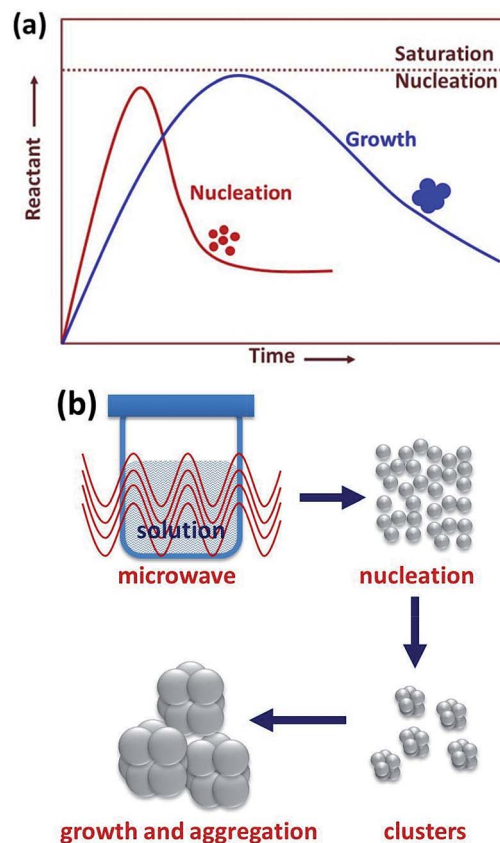 (a)
Saturation
Nucleation
Growth
Nucleation
Reactant
Time
(b)
solution
microwave
nucleation
growth and aggregation
clusters